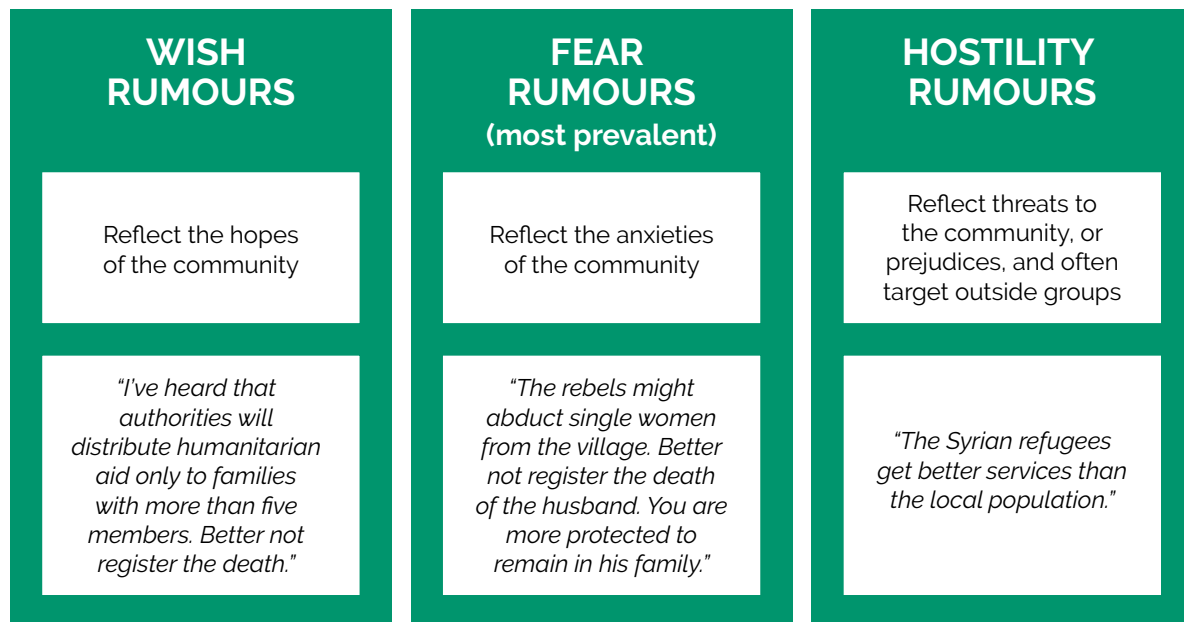 WISH
RUMOURS
Reflect the hopes
of the community
“I’ve heard that
authorities will
distribute humanitarian
aid only to families
with more than five
members. Better not
register the death.”
FEAR
RUMOURS
(most prevalent)
Reflect the anxieties
of the community
“The rebels might
abduct single women
from the village. Better
not register the death
of the husband. You are
more protected to
remain in his family.”
HOSTILITY
RUMOURS
Reflect threats to
the community, or
prejudices, and often
target outside groups
“The Syrian refugees
get better services than
the local population.”